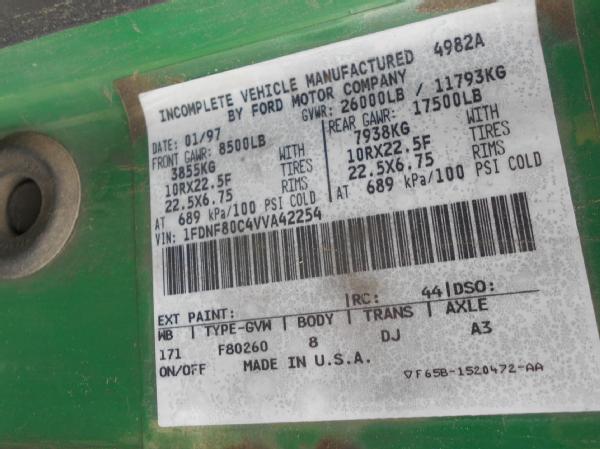 INCOMPLETE VEHICLE MANUFACTURED 4982A
BY FORD MOTOR COMPANY
DATE: 01/97 GVWR: 26000LB / 11793KG
FRONT GAWR: 8500LB REAR GAWR: 17500LB
3855KG WITH 7938KG WITH
10RX22.5F TIRES 10RX22.5F TIRES
22.5X6.75 RIMS 22.5X6.75 RIMS
AT 689 kPa/100 PSI COLD AT 689 kPa/100 PSI COLD
VIN: 1FDNF80C4VVA42254
EXT PAINT: RC: 44 DSO:
WB TYPE-GVW BODY TRANS AXLE
171 F80260 8 DJ A3
ON/OFF MADE IN U.S.A.
▽F65B-1520472-AA